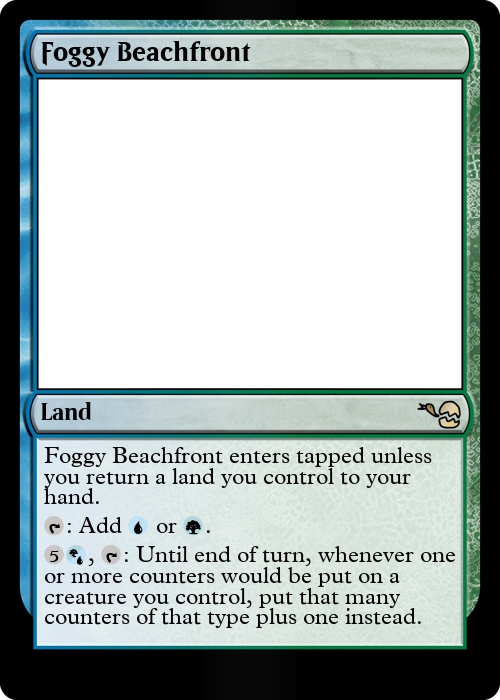 Foggy Beachfront
Land
Foggy Beachfront enters tapped unless
you return a land you control to your
hand.
: Add or .
5 , : Until end of turn, whenever one
or more counters would be put on a
creature you control, put that many
counters of that type plus one instead.